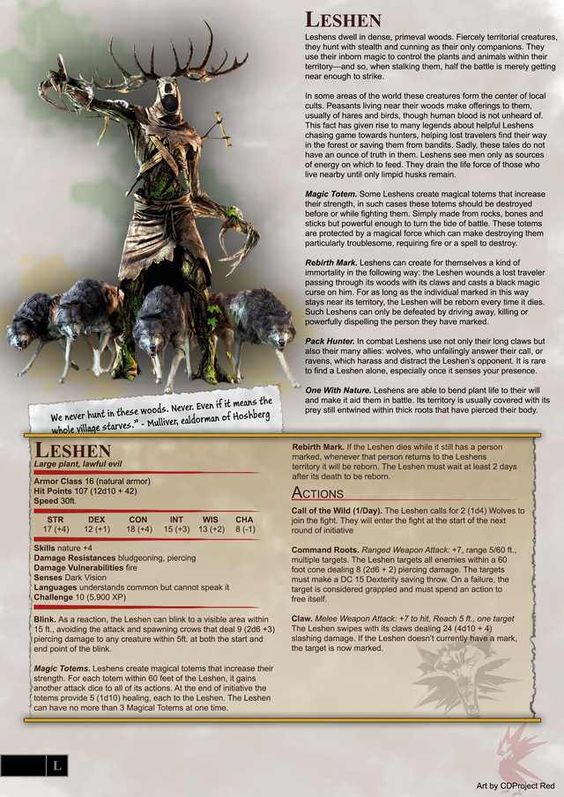 LESHEN
Leshens dwell in dense, primeval woods. Fiercely territorial creatures,
they hunt with stealth and cunning as their only companions. They
use their inborn magic to control the plants and animals within their
territory—and so, when stalking them, half the battle is merely getting
near enough to strike.
In some areas of the world these creatures form the center of local
cults. Peasants living near their woods make offerings to them,
usually of hares and birds, though human blood is not unheard of.
This fact has given rise to many legends about helpful Leshens
chasing game towards hunters, helping lost travelers find their way
in the forest or saving them from bandits. Sadly, these tales do not
have an ounce of truth in them. Leshens see men only as sources
of energy on which to feed. They drain the life force of those who
live nearby until only limpid husks remain.
Magic Totem. Some Leshens create magical totems that increase
their strength, in such cases these totems should be destroyed
before or while fighting them. Simply made from rocks, bones and
sticks but powerful enough to turn the tide of battle. These totems
are protected by a magical force which can make destroying them
particularly troublesome, requiring fire or a spell to destroy.
Rebirth Mark. Leshens can create for themselves a kind of
immortality in the following way: the Leshen wounds a lost traveler
passing through its woods with its claws and casts a black magic
curse on him. For as long as the individual marked in this way
stays near its territory, the Leshen will be reborn every time it dies.
Such Leshens can only be defeated by driving away, killing or
powerfully dispelling the person they have marked.
Pack Hunter. In combat Leshens use not only their long claws but
also their many allies: wolves, who unfailingly answer their call, or
ravens, which harass and distract the Leshen's opponent. It is rare
to find a Leshen alone, especially once it senses your presence.
One With Nature. Leshens are able to bend plant life to their will
and make it aid them in battle. Its territory is usually covered with its
prey still entwined within thick roots that have pierced their body.
We never hunt in these woods. Never. Even if it means the
whole village starves." - Mulliver, ealdorman of Hoshberg
LESHEN
Large plant, lawful evil
Armor Class 16 (natural armor)
Hit Points 107 (12d10 + 42)
Speed 30ft.
STR DEX CON INT WIS CHA
17 (+4) 12 (+1) 18 (+4) 15 (+3) 13 (+2) 8 (-1)
Skills nature +4
Damage Resistances bludgeoning, piercing
Damage Vulnerabilities fire
Senses Dark Vision
Languages understands common but cannot speak it
Challenge 10 (5,900 XP)
Blink. As a reaction, the Leshen can blink to a visible area within
15 ft., avoiding the attack and spawning crows that deal 9 (2d6 +3)
piercing damage to any creature within 5ft. at both the start and
end point of the blink.
Magic Totems. Leshens create magical totems that increase their
strength. For each totem within 60 feet of the Leshen, it gains
another attack dice to all of its actions. At the end of initiative the
totems provide 5 (1d10) healing, each to the Leshen. The Leshen
can have no more than 3 Magical Totems at one time.
Rebirth Mark. If the Leshen dies while it still has a person
marked, whenever that person returns to the Leshens
territory it will be reborn. The Leshen must wait at least 2 days
after its death to be reborn.
ACTIONS
Call of the Wild (1/Day). The Leshen calls for 2 (1d4) Wolves to
join the fight. They will enter the fight at the start of the next
round of initiative
Command Roots. Ranged Weapon Attack: +7, range 5/60 ft.,
multiple targets. The Leshen targets all enemies within a 60
foot cone dealing 8 (2d6 + 2) piercing damage. The targets
must make a DC 15 Dexterity saving throw. On a failure, the
target is considered grappled and must spend an action to
free itself.
Claw. Melee Weapon Attack: +7 to hit, Reach 5 ft., one target
The Leshen swipes with its claws dealing 24 (4d10 + 4)
slashing damage. If the Leshen doesn't currently have a mark,
the target is now marked.
L
Art by CDProject Red